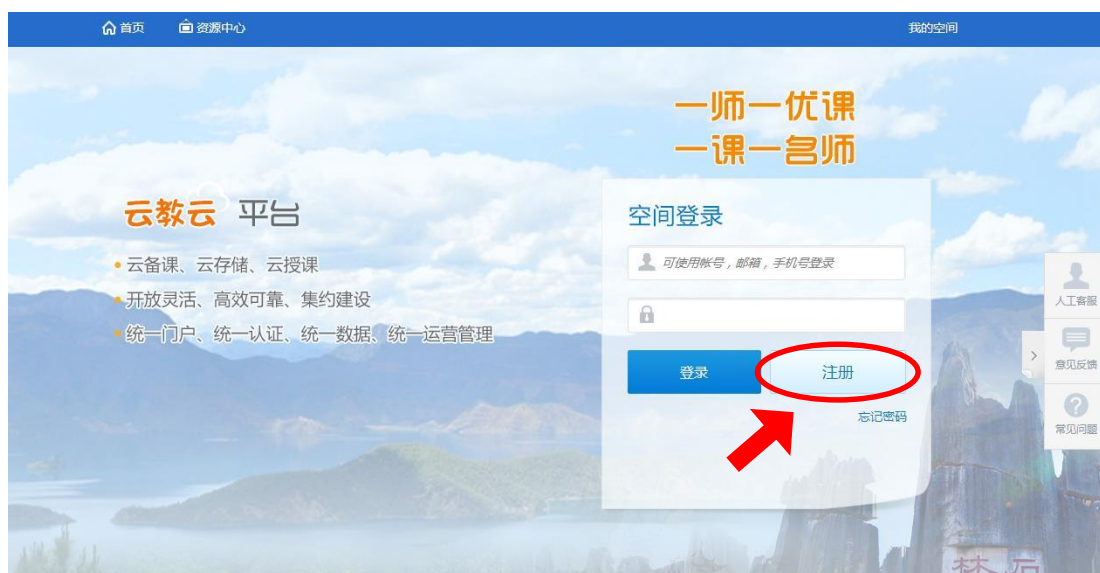 首页 资源中心 我的空间
一师一优课
一课一名师
云教云 平台
云备课、云存储、云授课
开放灵活、高效可靠、集约建设
统一门户、统一认证、统一数据、统一运营管理
空间登录
可使用帐号，邮箱，手机号登录
登录 注册
忘记密码
人工客服
意见反馈
常见问题
林石